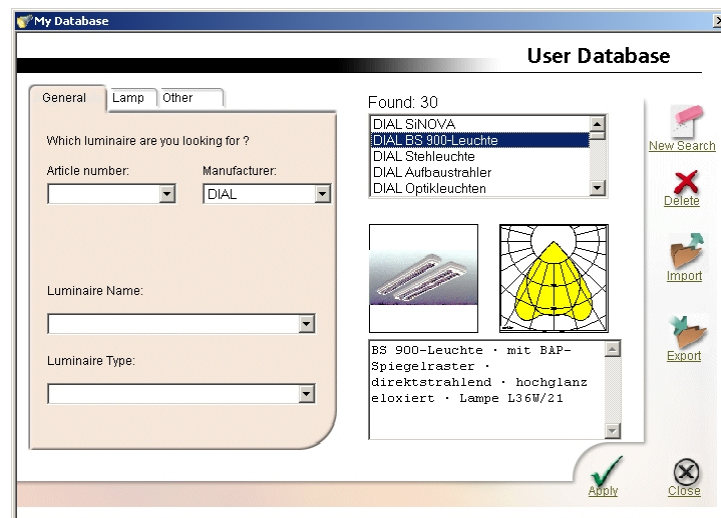 My Database
User Database
General Lamp Other
Which luminaire are you looking for ?
Article number: Manufacturer:
DIAL
Luminaire Name:
Luminaire Type:
Found: 30
DIAL SiNOVA
DIAL BS 900-Leuchte
DIAL Stehleuchte
DIAL Aufbaustrahler
DIAL Optikleuchten
BS 900-Leuchte · mit BAP-
Spiegelraster ·
direktstrahlend · hochglanz
eloxiert · Lampe L36W/21
New Search
Delete
Import
Export
Apply
Close